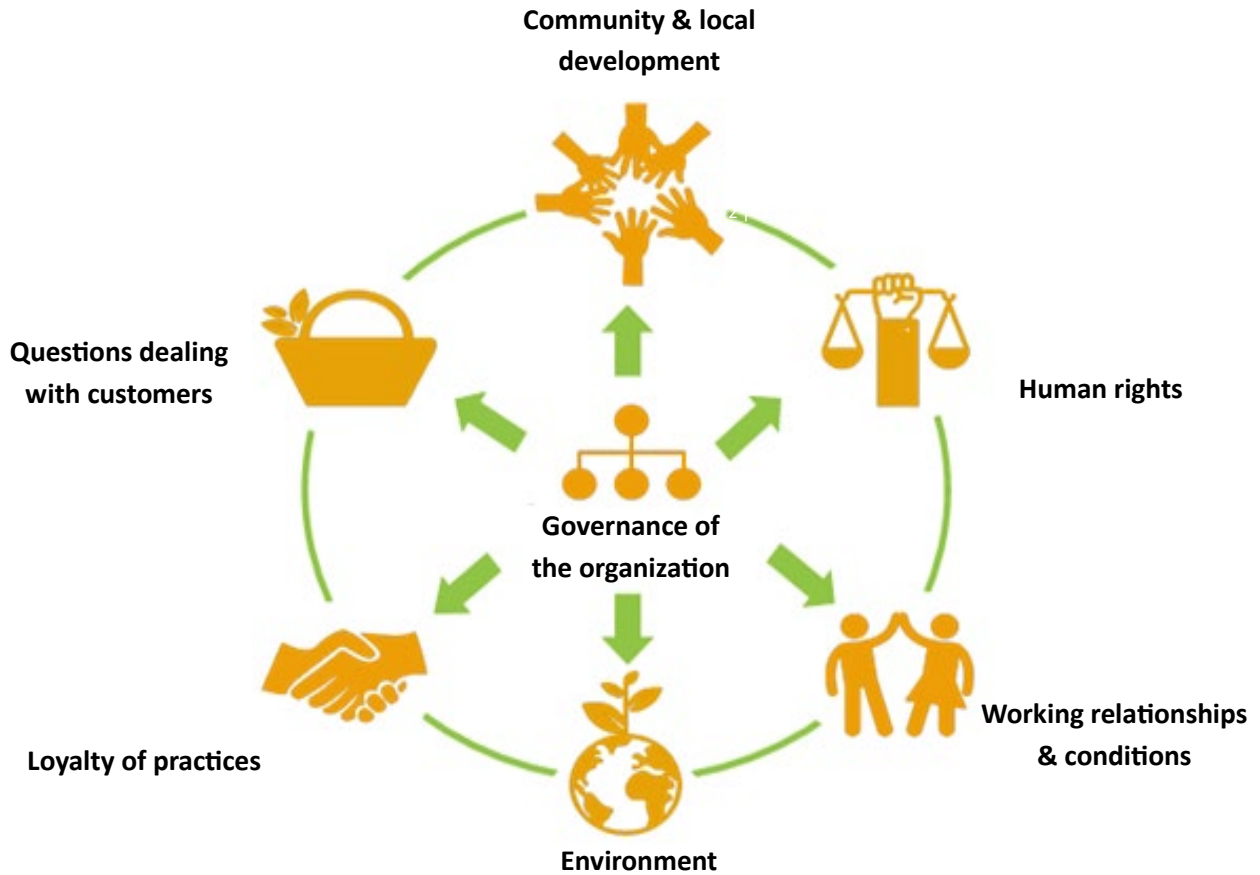 Community & local
development
Questions dealing
with customers
Human rights
Governance of
the organization
Working relationships
& conditions
Loyalty of practices
Environment